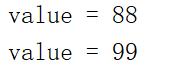 value = 88
value = 99